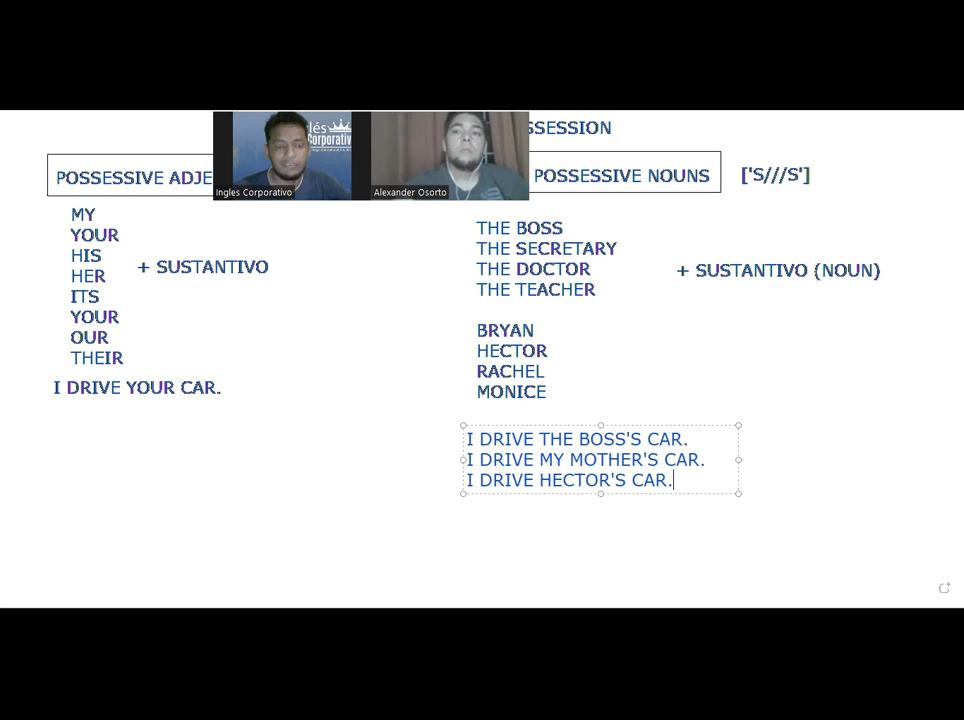 SSESSION
POSSESSIVE ADJE
POSSESSIVE NOUNS
['S///S']
MY
YOUR
HIS
HER
ITS
YOUR
OUR
THEIR
+ SUSTANTIVO
I DRIVE YOUR CAR.
THE BOSS
THE SECRETARY
THE DOCTOR
THE TEACHER
+ SUSTANTIVO (NOUN)
BRYAN
HECTOR
RACHEL
MONICE
I DRIVE THE BOSS'S CAR.
I DRIVE MY MOTHER'S CAR.
I DRIVE HECTOR'S CAR.
lés
Corporativo
Ingles Corporativo
Alexander Osorto